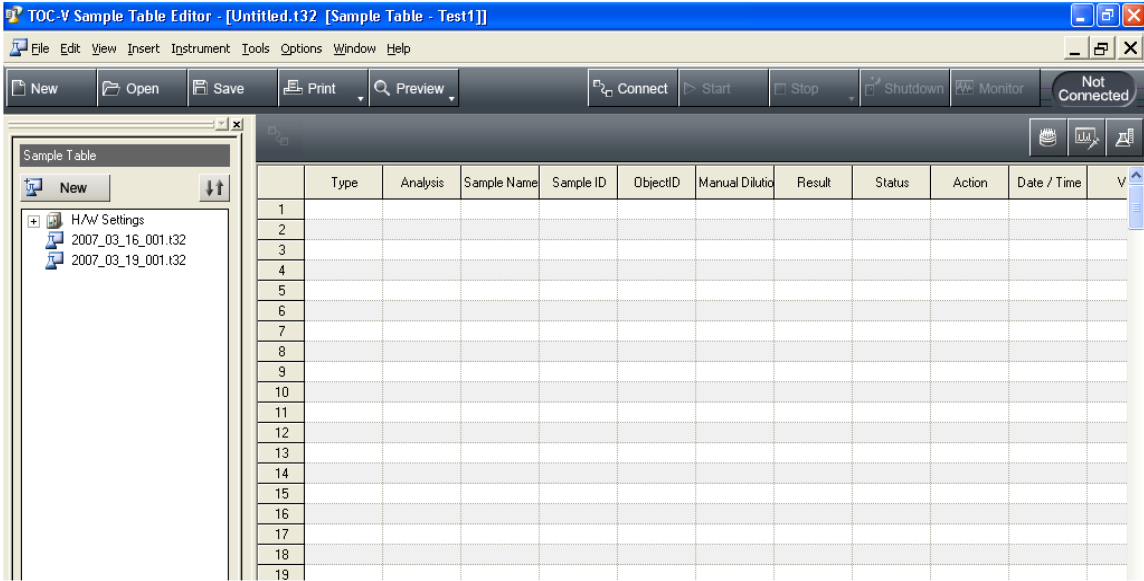 TOC-V Sample Table Editor - [Untitled.t32 [Sample Table - Test1]]
File Edit View Insert Instrument Tools Options Window Help
New Open Save Print Preview Connect Start Stop Shutdown Monitor Not Connected
Sample Table
New
Type Analysis Sample Name Sample ID ObjectID Manual Dilutio Result Status Action Date / Time V
H/W Settings
2007_03_16_001.t32
2007_03_19_001.t32
1
2
3
4
5
6
7
8
9
10
11
12
13
14
15
16
17
18
19